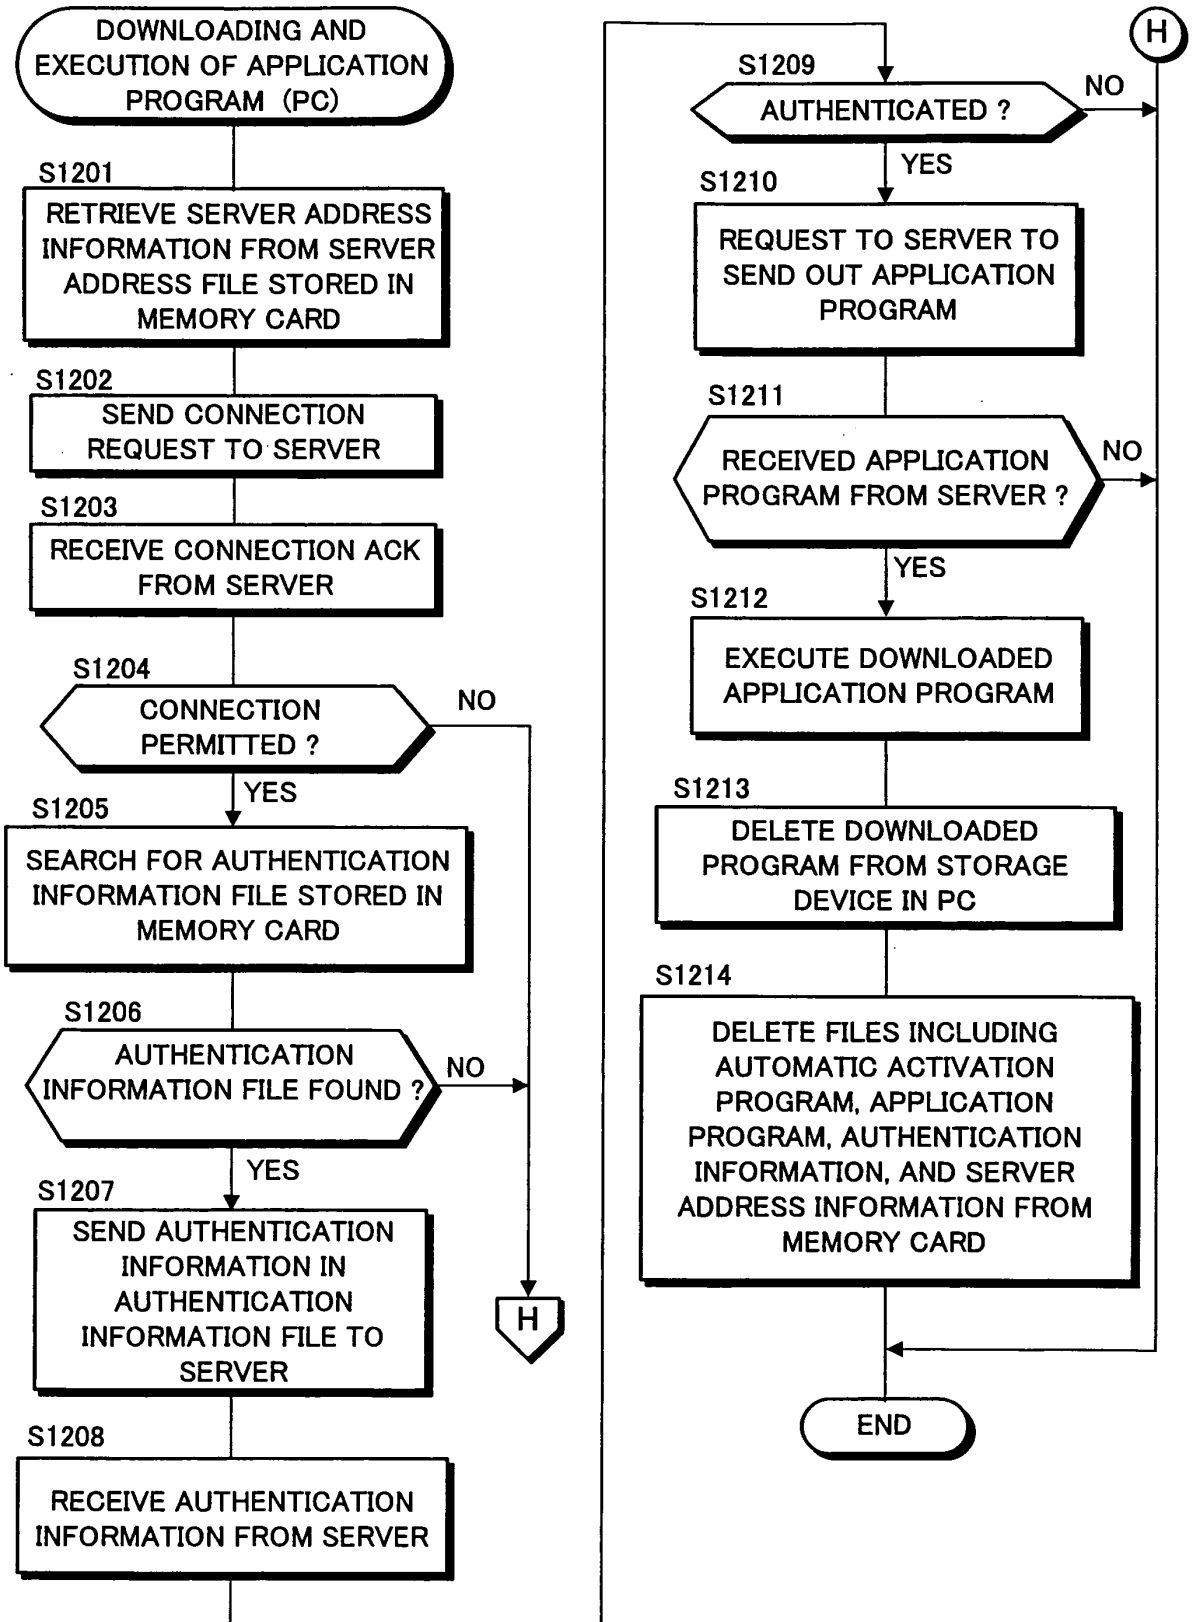 DOWNLOADING AND
EXECUTION OF APPLICATION
PROGRAM (PC)
S1201
RETRIEVE SERVER ADDRESS
INFORMATION FROM SERVER
ADDRESS FILE STORED IN
MEMORY CARD
S1202
SEND CONNECTION
REQUEST TO SERVER
S1203
RECEIVE CONNECTION ACK
FROM SERVER
S1204
CONNECTION
PERMITTED ?
NO
YES
S1205
SEARCH FOR AUTHENTICATION
INFORMATION FILE STORED IN
MEMORY CARD
S1206
AUTHENTICATION
INFORMATION FILE FOUND ?
NO
YES
S1207
SEND AUTHENTICATION
INFORMATION IN
AUTHENTICATION
INFORMATION FILE TO
SERVER
H
S1208
RECEIVE AUTHENTICATION
INFORMATION FROM SERVER
H
S1209
AUTHENTICATED ?
NO
YES
S1210
REQUEST TO SERVER TO
SEND OUT APPLICATION
PROGRAM
S1211
RECEIVED APPLICATION
PROGRAM FROM SERVER ?
NO
YES
S1212
EXECUTE DOWNLOADED
APPLICATION PROGRAM
S1213
DELETE DOWNLOADED
PROGRAM FROM STORAGE
DEVICE IN PC
S1214
DELETE FILES INCLUDING
AUTOMATIC ACTIVATION
PROGRAM, APPLICATION
PROGRAM, AUTHENTICATION
INFORMATION, AND SERVER
ADDRESS INFORMATION FROM
MEMORY CARD
END